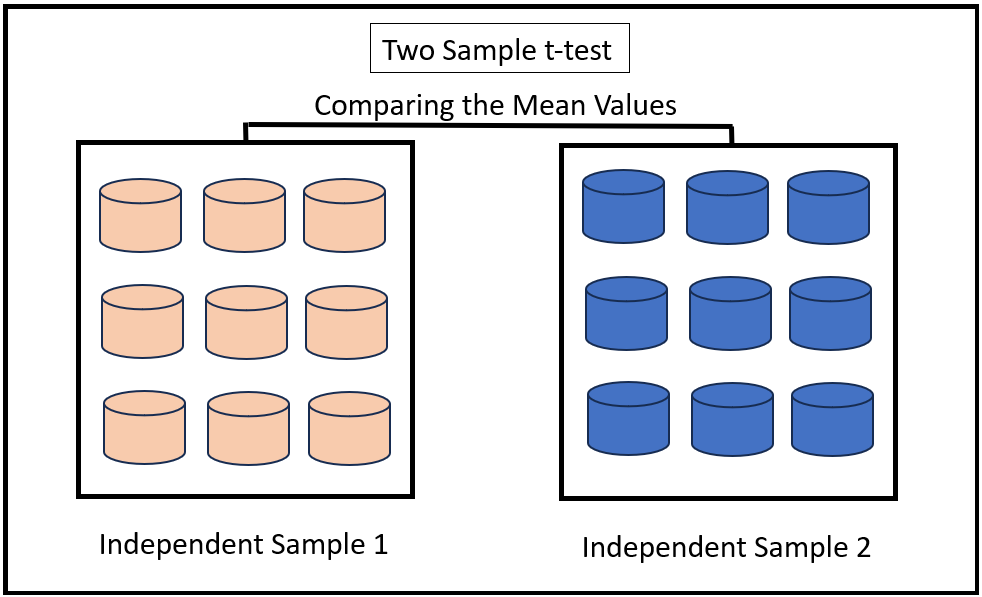 Two Sample t-test
Comparing the Mean Values
Independent Sample 1
Independent Sample 2